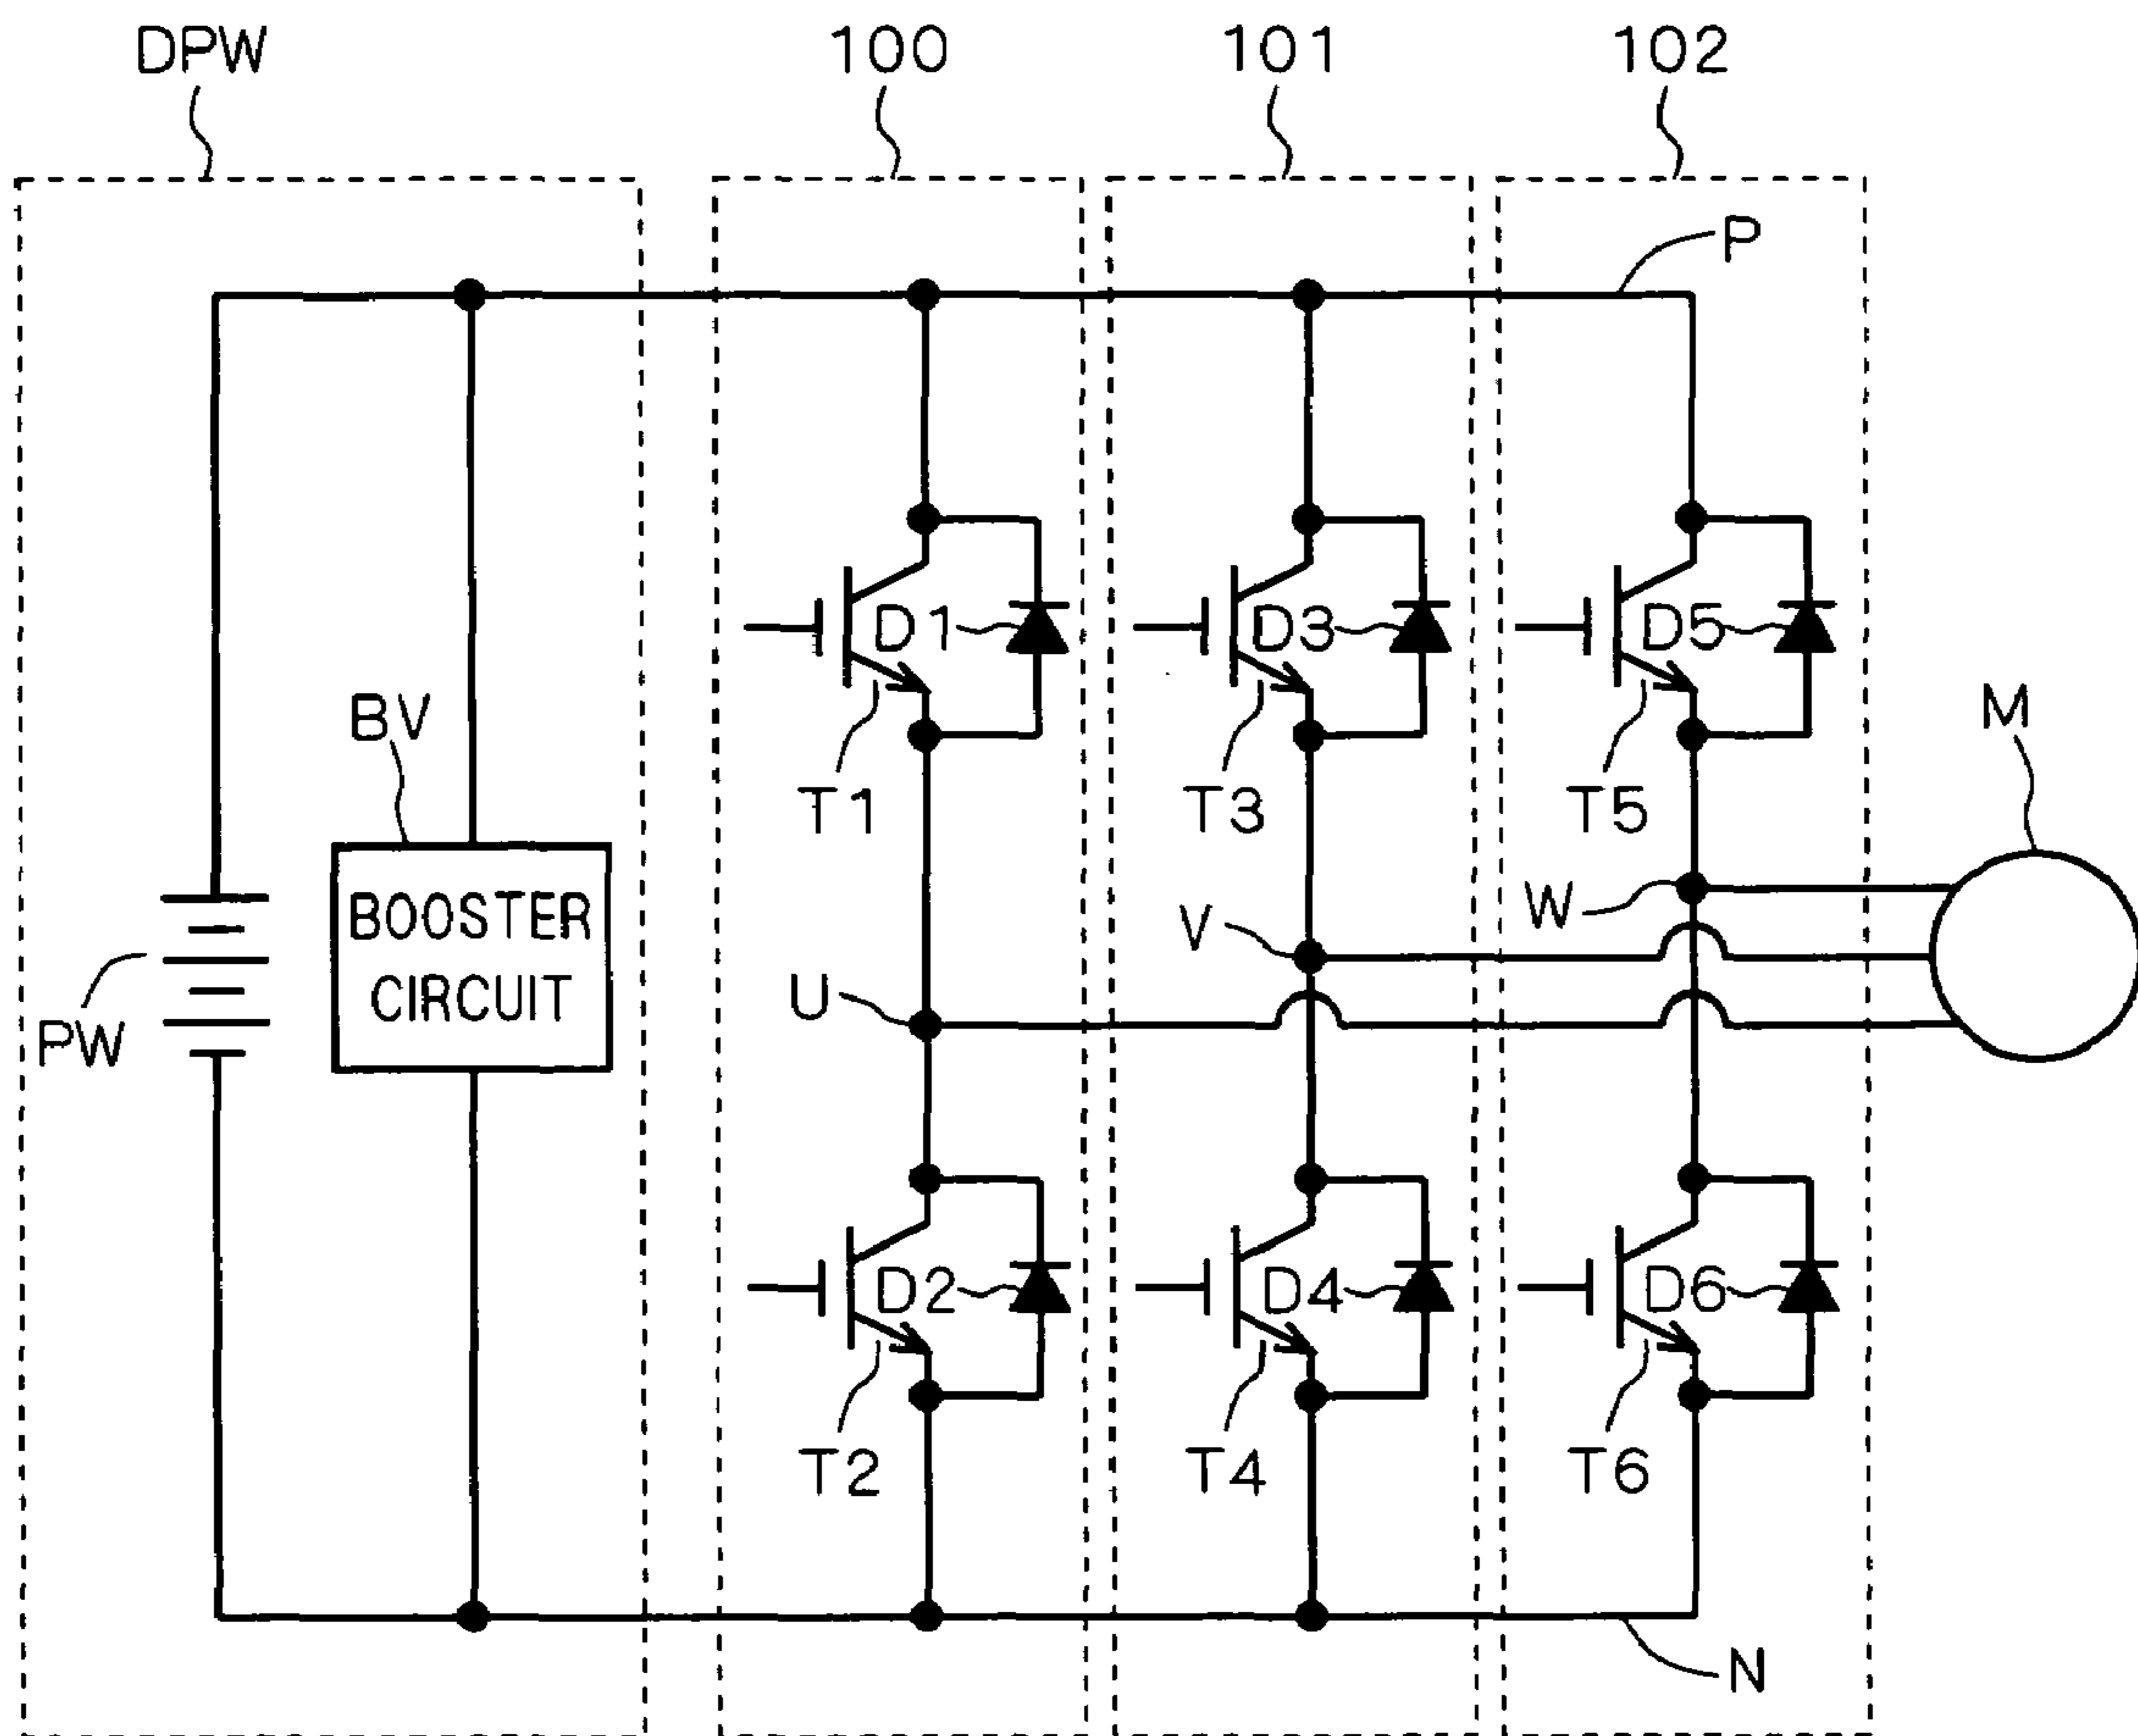 DPW
100
101
102
P
D1
D3
D5
BV
M
T1
T3
T5
BOOSTER
CIRCUIT
W
V
U
PW
D2
D4
D6
T2
T4
T6
N